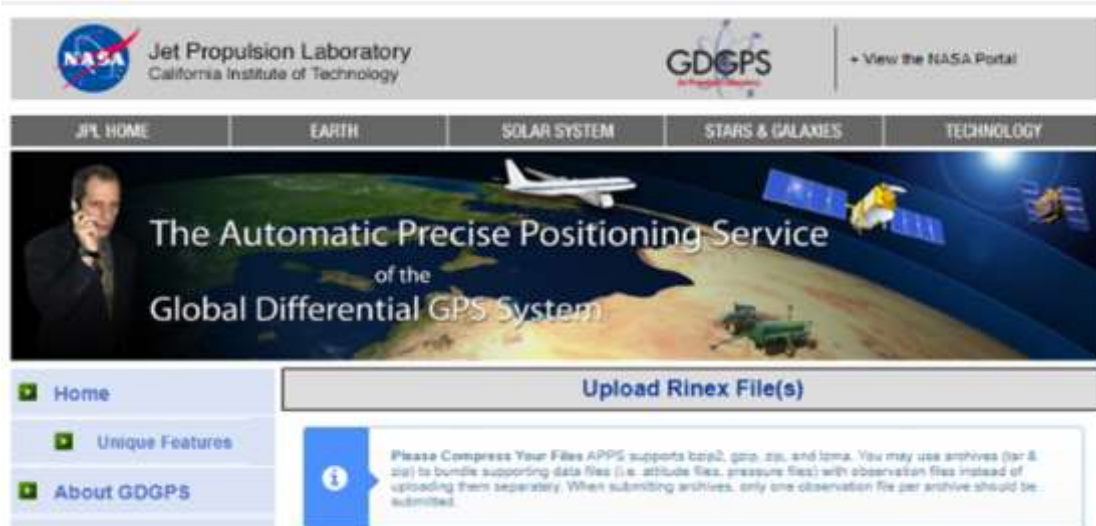 NASA
Jet Propulsion Laboratory
California Institute of Technology
GDGPS
+ View the NASA Portal
JPL HOME
EARTH
SOLAR SYSTEM
STARS & GALAXIES
TECHNOLOGY
The Automatic Precise Positioning Service
of the
Global Differential GPS System
Home
Unique Features
About GDGPS
Upload Rinex File(s)
Please Compress Your Files APPS supports bzip2, gzip, zip, and lzma. You may use archives (tar &
zip) to bundle supporting data files (i.e. attitude files, pressure files) with observation files instead of
uploading them separately. When submitting archives, only one observation file per archive should be
submitted.